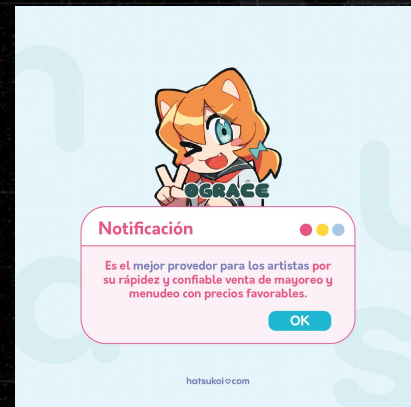 OGRACE
Notificación
Es el mejor provedor para los artistas por
su rápidez y confiable venta de mayoreo y
menudeo con precios favorables.
OK
hatsukoi♡com